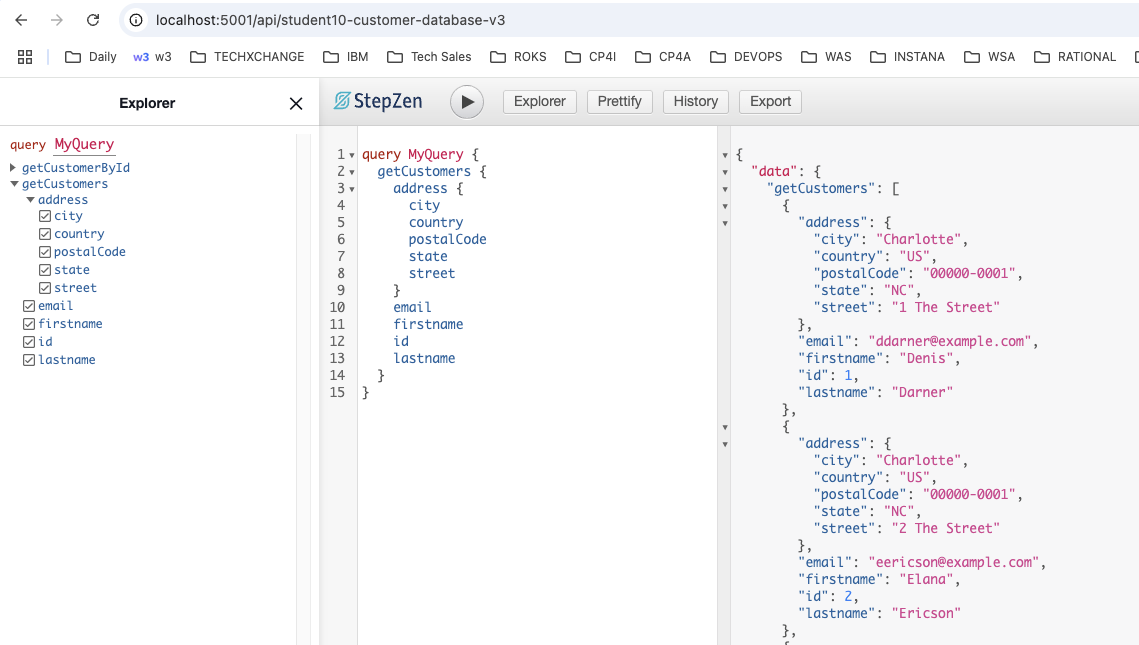 localhost:5001/api/student10-customer-database-v3
Daily w3 w3 TECHXCHANGE IBM Tech Sales ROKS CP4I CP4A DEVOPS WAS INSTANA WSA RATIONAL
Explorer
StepZen Explorer Prettify History Export
query MyQuery
getCustomerById
getCustomers
address
city
country
postalCode
state
street
email
firstname
id
lastname
1 query MyQuery {
2 getCustomers {
3 address {
4 city
5 country
6 postalCode
7 state
8 street
9 }
10 email
11 firstname
12 id
13 lastname
14 }
15 }
{
"data": {
"getCustomers": [
{
"address": {
"city": "Charlotte",
"country": "US",
"postalCode": "00000-0001",
"state": "NC",
"street": "1 The Street"
},
"email": "ddarner@example.com",
"firstname": "Denis",
"id": 1,
"lastname": "Darner"
},
{
"address": {
"city": "Charlotte",
"country": "US",
"postalCode": "00000-0001",
"state": "NC",
"street": "2 The Street"
},
"email": "eericson@example.com",
"firstname": "Elana",
"id": 2,
"lastname": "Ericson"
},